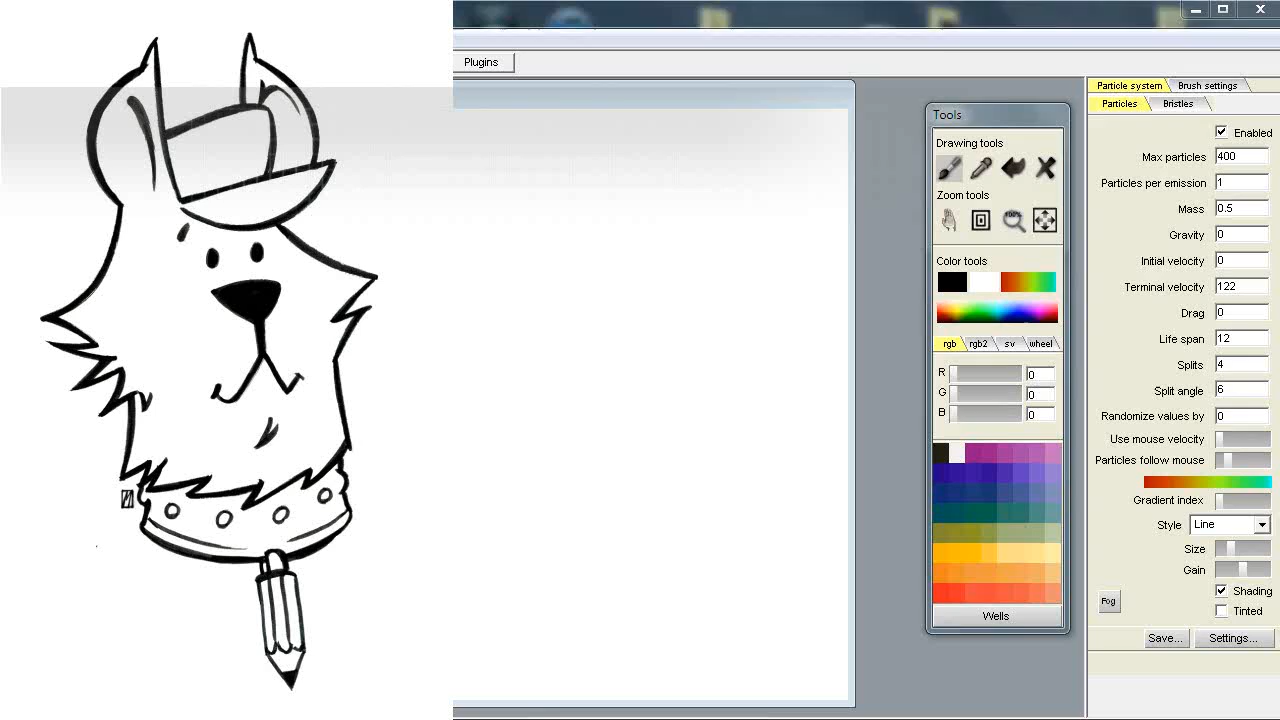 Plugins
Particle system
Brush settings
Particles
Bristles
Enabled
Max particles 400
Particles per emission 1
Mass 0.5
Gravity 0
Initial velocity 0
Terminal velocity 122
Drag 0
Life span 12
Splits 4
Split angle 6
Randomize values by 0
Use mouse velocity
Particles follow mouse
Gradient index
Style Line
Size
Gain
Shading
Fog
Tinted
Save... Settings...
Tools
Drawing tools
Zoom tools
100%
Color tools
rgb rgb2 sv wheel
R 0
G 0
B 0
Wells